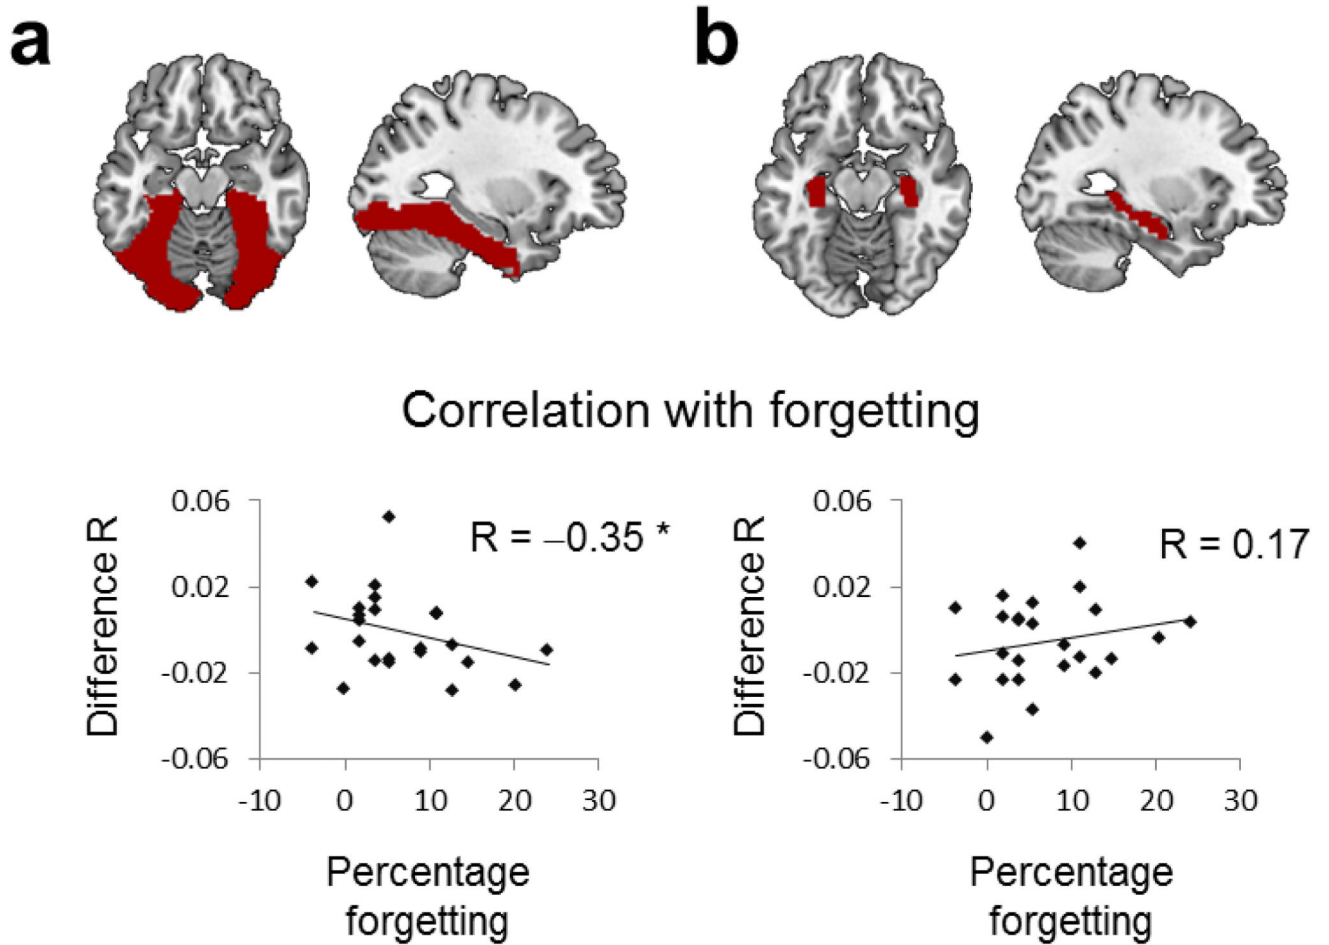 a
b
Correlation with forgetting
Difference R
0.06
0.02
-0.02
-0.06
R = –0.35 *
-10 0 10 20 30
Percentage
forgetting
Difference R
0.06
0.02
-0.02
-0.06
R = 0.17
-10 0 10 20 30
Percentage
forgetting